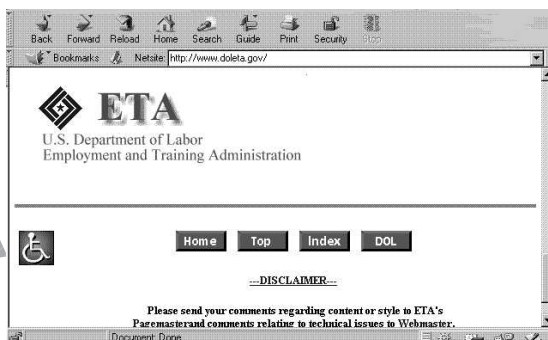 Back Forward Reload Home Search Guide Print Security Stop
Bookmarks Netsite: http://www.doleta.gov/
ETA
U.S. Department of Labor
Employment and Training Administration
Home Top Index DOL
---DISCLAIMER---
Please send your comments regarding content or style to ETA's
Pagemasterand comments relating to technical issues to Webmaster.
Document: Done